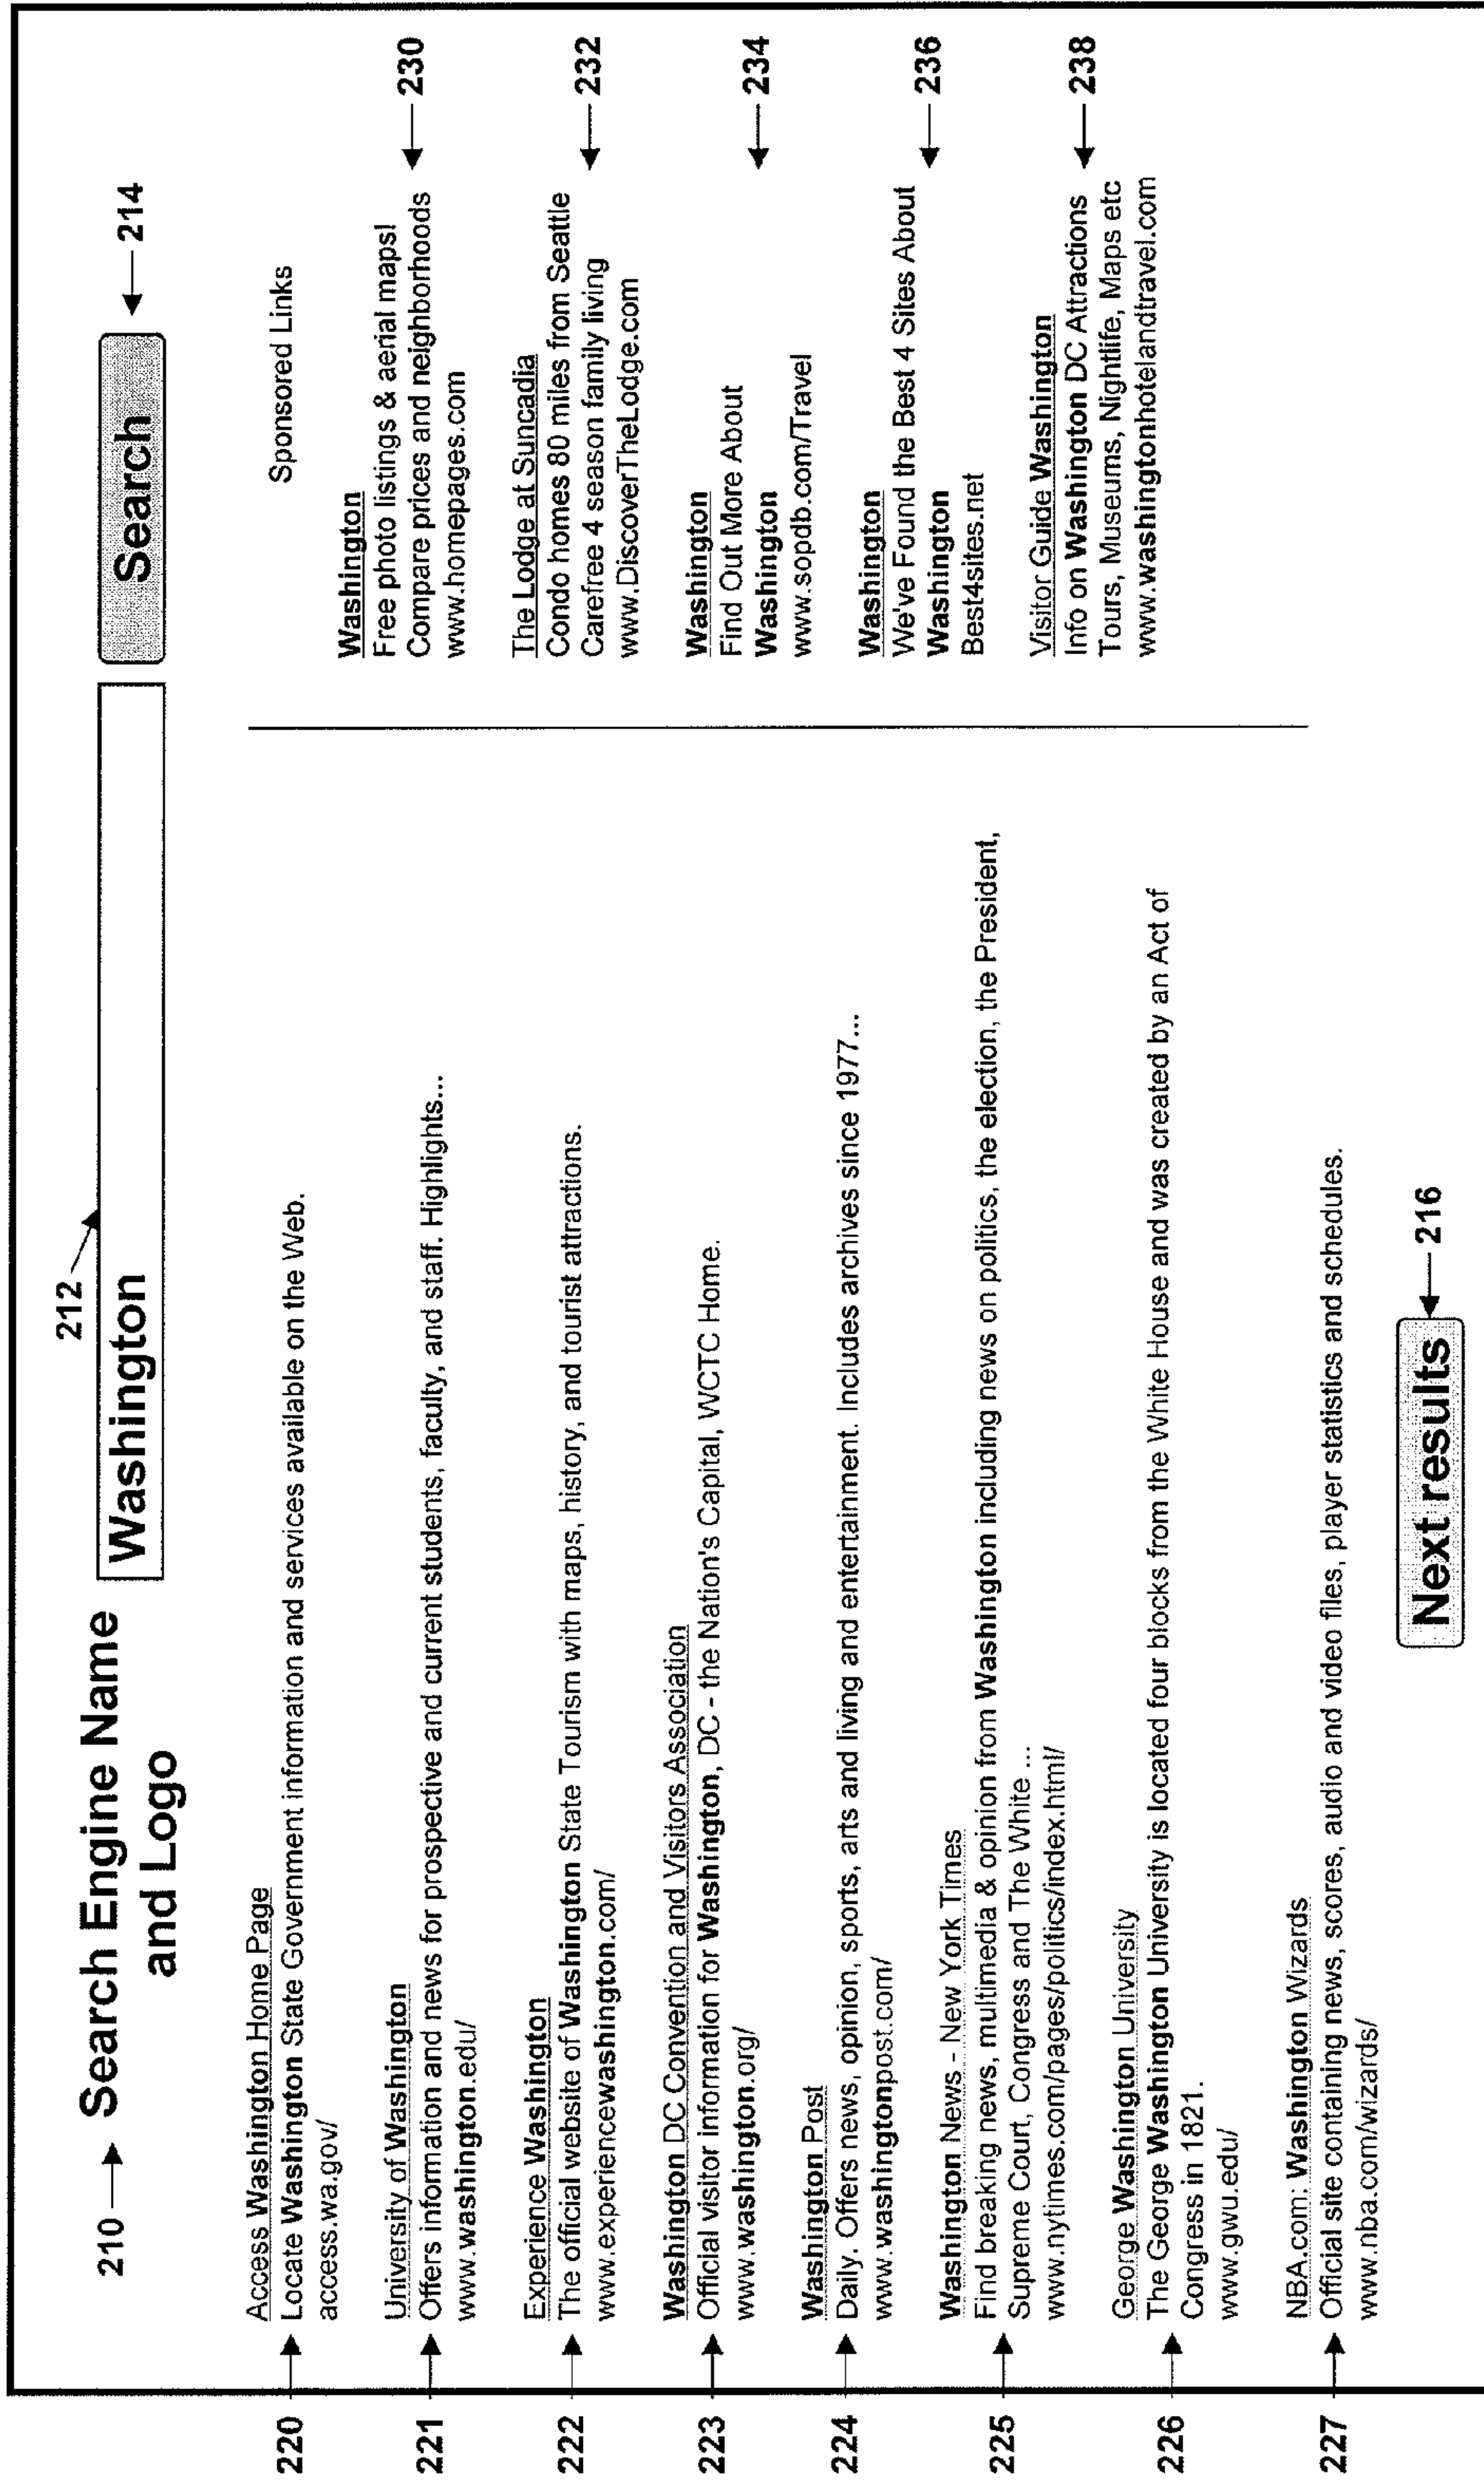 212
210 Search Engine Name
and Logo
Washington
Search
214
220
Access Washington Home Page
Locate Washington State Government information and services available on the Web.
access.wa.gov/
221
University of Washington
Offers information and news for prospective and current students, faculty, and staff. Highlights...
www.washington.edu/
222
Experience Washington
The official website of Washington State Tourism with maps, history, and tourist attractions.
www.experiencewashington.com/
223
Washington DC Convention and Visitors Association
Official visitor information for Washington, DC - the Nation's Capital, WCTC Home.
www.washington.org/
224
Washington Post
Daily. Offers news, opinion, sports, arts and living and entertainment. Includes archives since 1977...
www.washingtonpost.com/
225
Washington News - New York Times
Find breaking news, multimedia & opinion from Washington including news on politics, the election, the President,
Supreme Court, Congress and The White ...
www.nytimes.com/pages/politics/index.html/
226
George Washington University
The George Washington University is located four blocks from the White House and was created by an Act of
Congress in 1821.
www.gwu.edu/
227
NBA.com: Washington Wizards
Official site containing news, scores, audio and video files, player statistics and schedules.
www.nba.com/wizards/
Next results
216
Sponsored Links
Washington
Free photo listings & aerial maps!
Compare prices and neighborhoods
www.homepages.com
230
The Lodge at Suncadia
Condo homes 80 miles from Seattle
Carefree 4 season family living
www.DiscoverTheLodge.com
232
Washington
Find Out More About
Washington
www.sopdb.com/Travel
234
Washington
We've Found the Best 4 Sites About
Washington
Best4sites.net
236
Visitor Guide Washington
Info on Washington DC Attractions
Tours, Museums, Nightlife, Maps etc
www.washingtonhotelandtravel.com
238